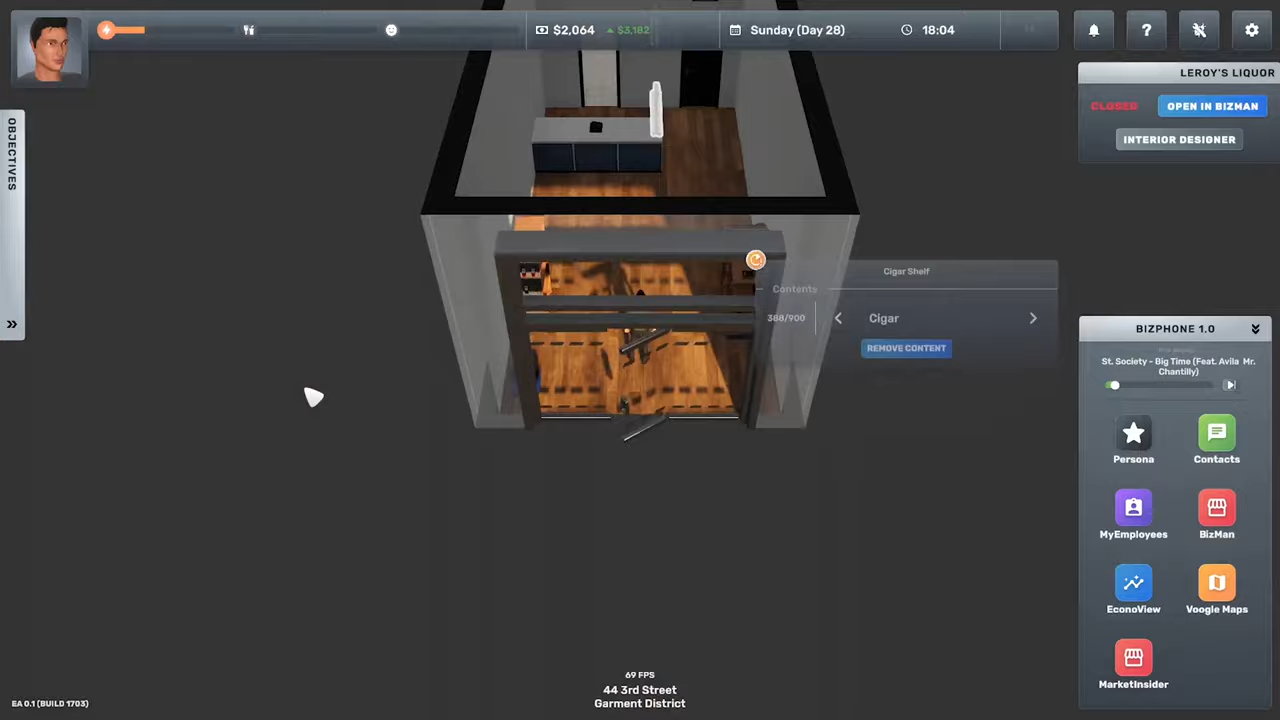 $2,064
$3,182
Sunday (Day 28)
18:04
?
LEROY'S LIQUOR
CLOSED
OPEN IN BIZMAN
INTERIOR DESIGNER
OBJECTIVES
Cigar Shelf
Contents
388/900
Cigar
REMOVE CONTENT
BIZPHONE 1.0
St. Society - Big Time (Feat. Avila Mr.
Chantilly)
Persona
Contacts
MyEmployees
BizMan
EconoView
Voogle Maps
MarketInsider
69 FPS
44 3rd Street
Garment District
EA 0.1 (BUILD 1703)